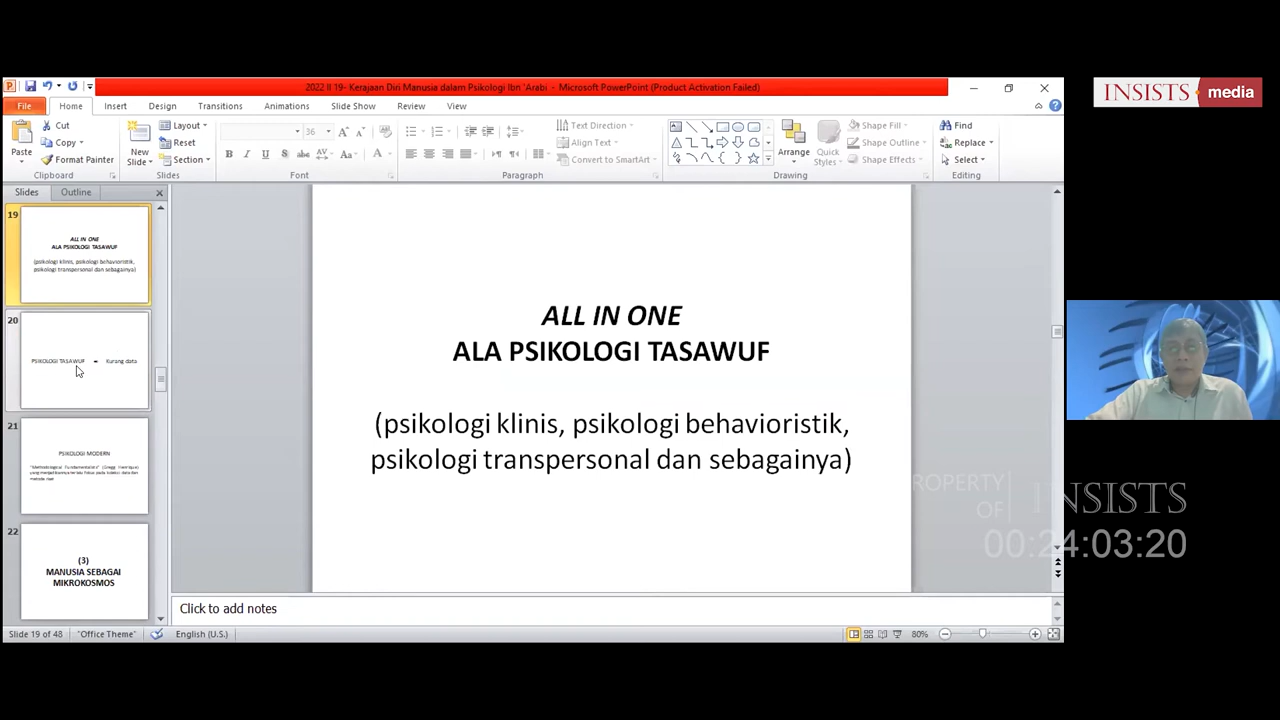 2022 II 19- Kerajaan Diri Manusia dalam Psikologi Ibn 'Arabi - Microsoft PowerPoint (Product Activation Failed)
INSISTS media
File Home Insert Design Transitions Animations Slide Show Review View
Paste
Cut
Copy
Format Painter
Clipboard
New Slide
Layout
Reset
Section
Slides
36
Font
Text Direction
Align Text
Convert to SmartArt
Paragraph
Arrange
Quick Styles
Shape Fill
Shape Outline
Shape Effects
Drawing
Find
Replace
Select
Editing
Slides Outline
19
ALL IN ONE
ALA PSIKOLOGI TASAWUF
(psikologi klinis, psikologi behavioristik,
psikologi transpersonal dan sebagainya)
20
PSIKOLOGI TASAWUF = Kurang data
21
PSIKOLOGI MODERN
22
(3)
MANUSIA SEBAGAI
MIKROKOSMOS
ALL IN ONE
ALA PSIKOLOGI TASAWUF
(psikologi klinis, psikologi behavioristik,
psikologi transpersonal dan sebagainya)
PROPERTY
OF
INSISTS
00:24:03:20
Click to add notes
Slide 19 of 48 "Office Theme" English (U.S.) 80%